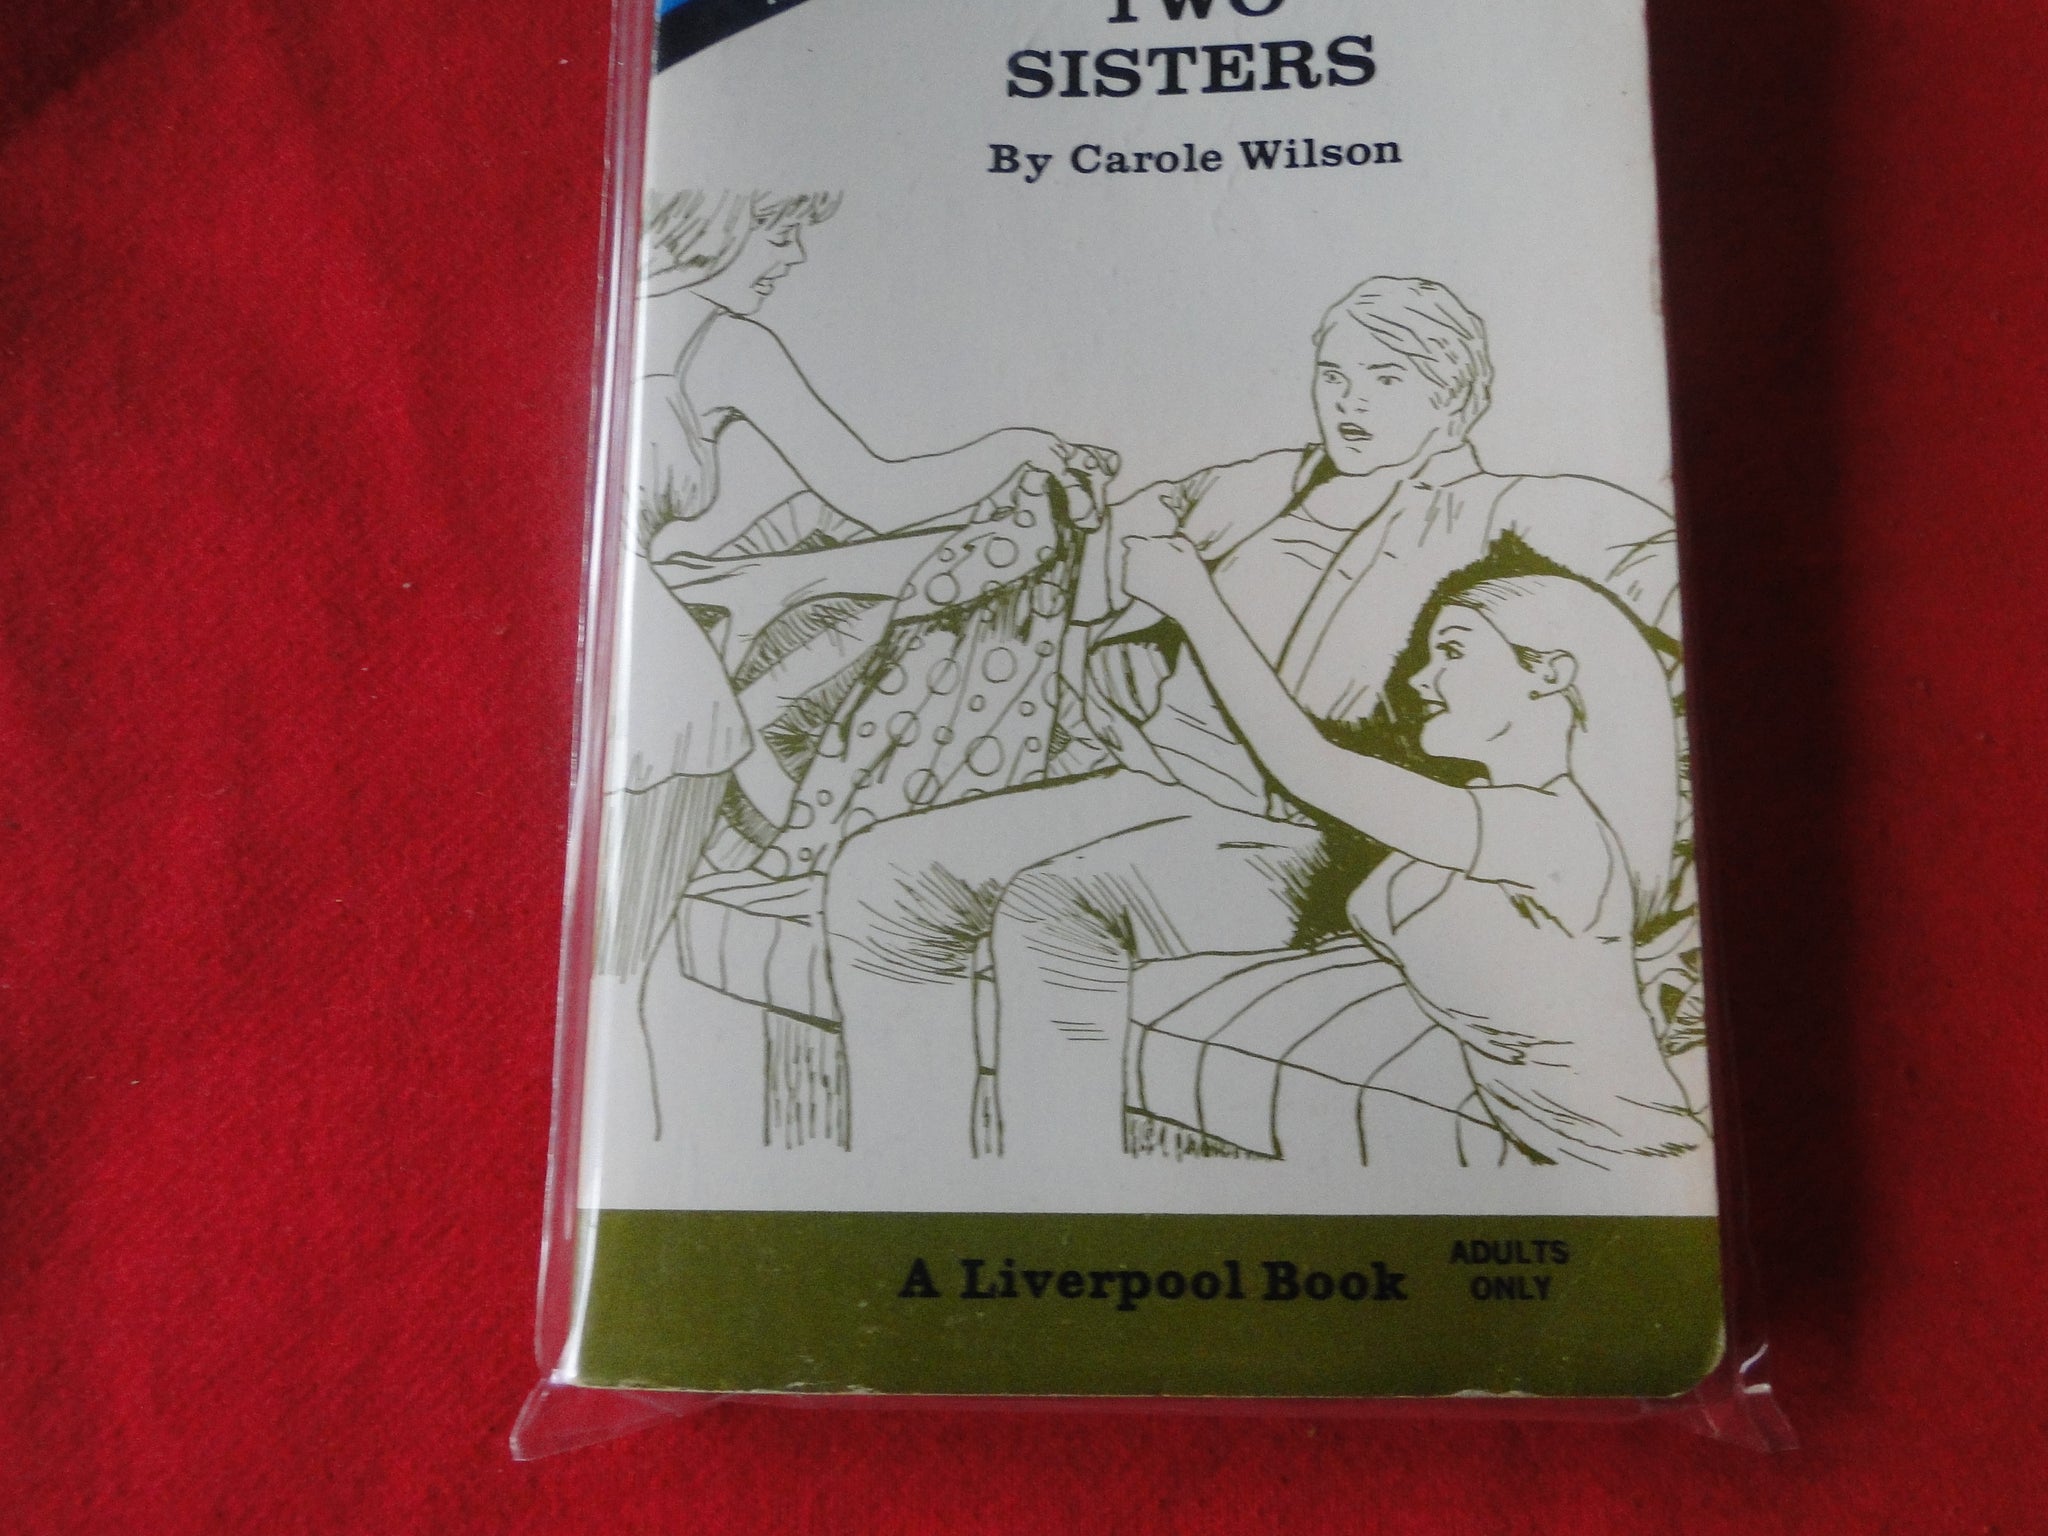 TWO
SISTERS
By Carole Wilson
A Liverpool Book
ADULTS
ONLY